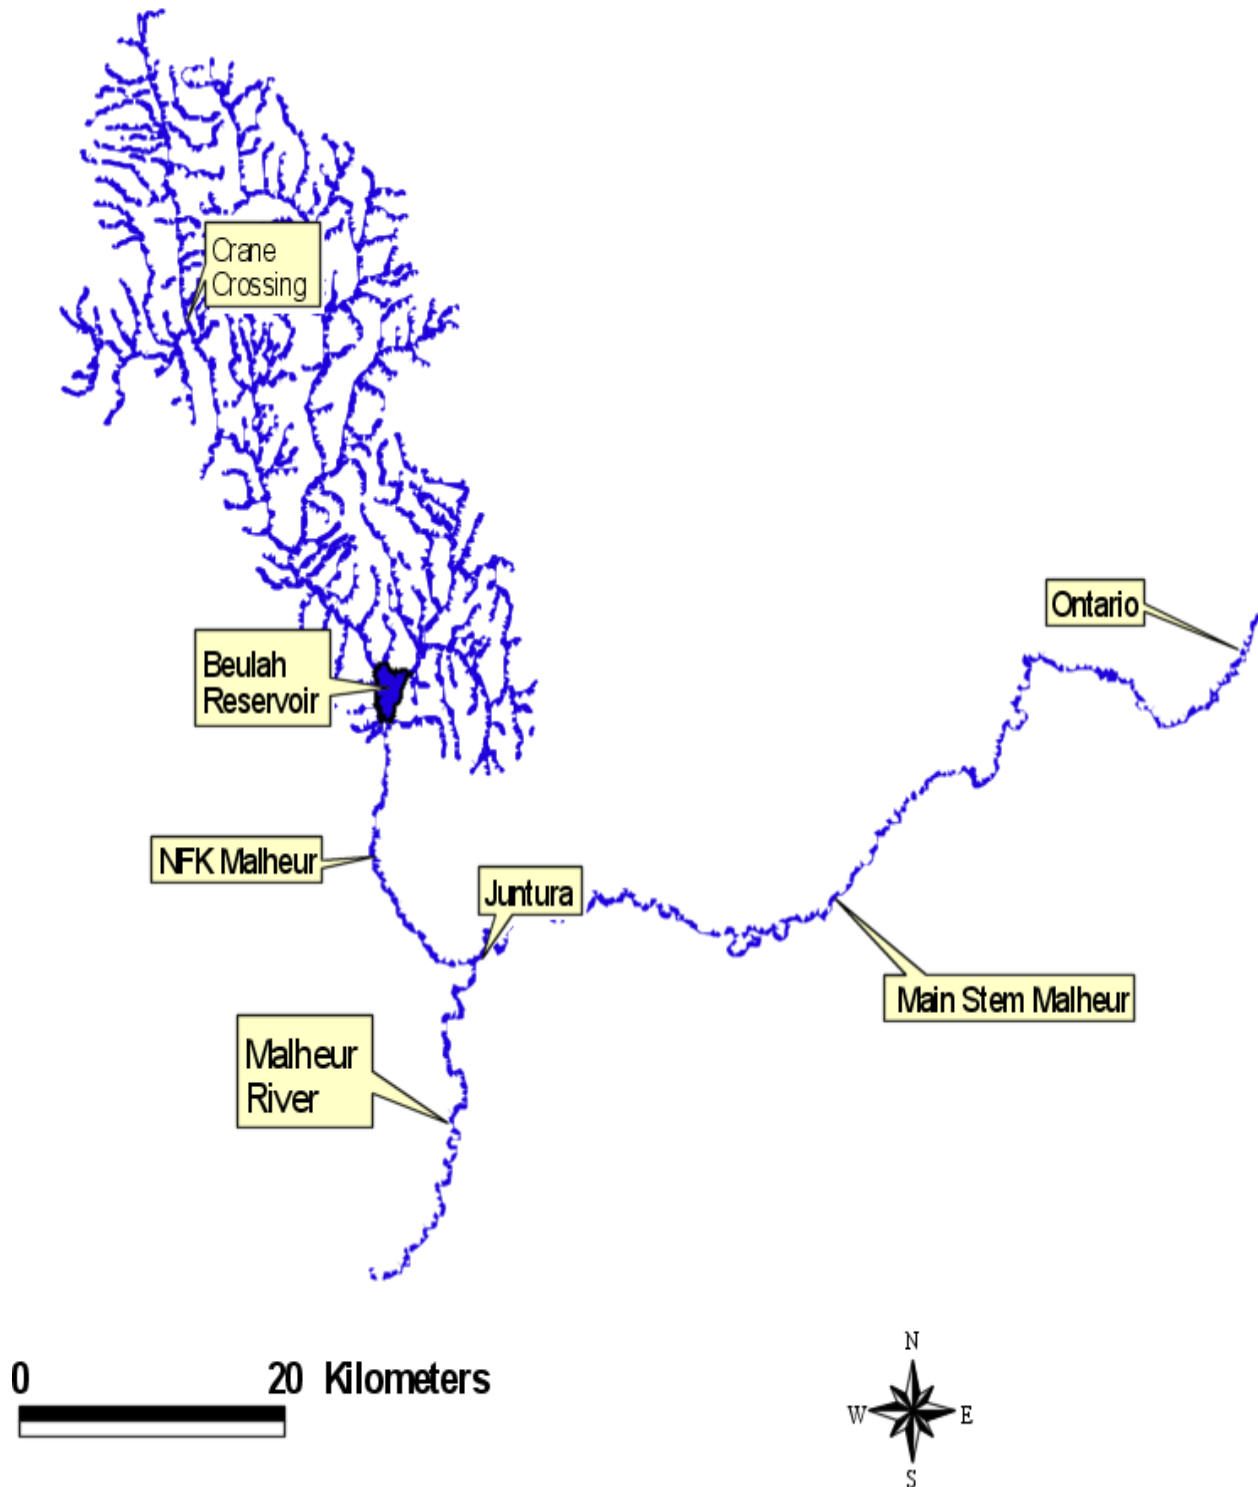 Crane
Crossing
Ontario
Beulah
Reservoir
NFK Malheur
Juntura
Main Stem Malheur
Malheur
River
0 20 Kilometers
N
W E
S